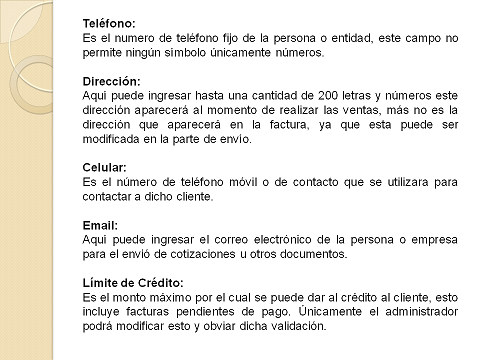 Teléfono:
Es el numero de teléfono fijo de la persona o entidad, este campo no
permite ningún símbolo únicamente números.
Dirección:
Aqui puede ingresar hasta una cantidad de 200 letras y números este
dirección aparecerá al momento de realizar las ventas, más no es la
dirección que aparecerá en la factura, ya que esta puede ser
modificada en la parte de envío.
Celular:
Es el número de teléfono móvil o de contacto que se utilizara para
contactar a dicho cliente.
Email:
Aqui puede ingresar el correo electrónico de la persona o empresa
para el envió de cotizaciones u otros documentos.
Límite de Crédito:
Es el monto máximo por el cual se puede dar al crédito al cliente, esto
incluye facturas pendientes de pago. Únicamente el administrador
podrá modificar esto y obviar dicha validación.